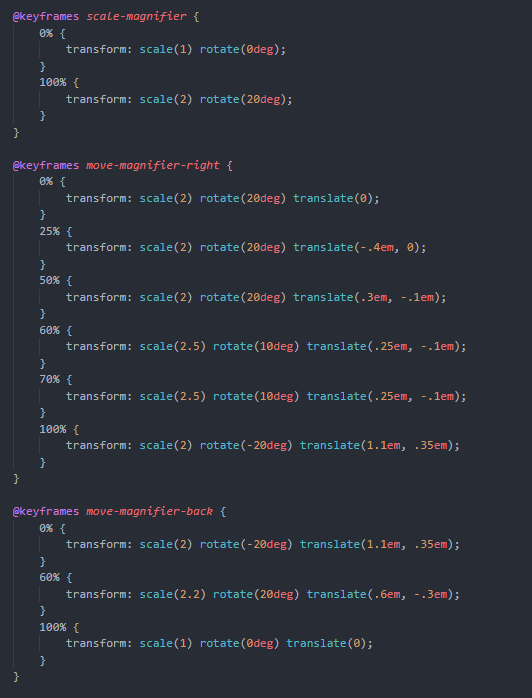 @keyframes scale-magnifier {
    0% {
        transform: scale(1) rotate(0deg);
    }
    100% {
        transform: scale(2) rotate(20deg);
    }
}

@keyframes move-magnifier-right {
    0% {
        transform: scale(2) rotate(20deg) translate(0);
    }
    25% {
        transform: scale(2) rotate(20deg) translate(-.4em, 0);
    }
    50% {
        transform: scale(2) rotate(20deg) translate(.3em, -.1em);
    }
    60% {
        transform: scale(2.5) rotate(10deg) translate(.25em, -.1em);
    }
    70% {
        transform: scale(2.5) rotate(10deg) translate(.25em, -.1em);
    }
    100% {
        transform: scale(2) rotate(-20deg) translate(1.1em, .35em);
    }
}

@keyframes move-magnifier-back {
    0% {
        transform: scale(2) rotate(-20deg) translate(1.1em, .35em);
    }
    60% {
        transform: scale(2.2) rotate(20deg) translate(.6em, -.3em);
    }
    100% {
        transform: scale(1) rotate(0deg) translate(0);
    }
}